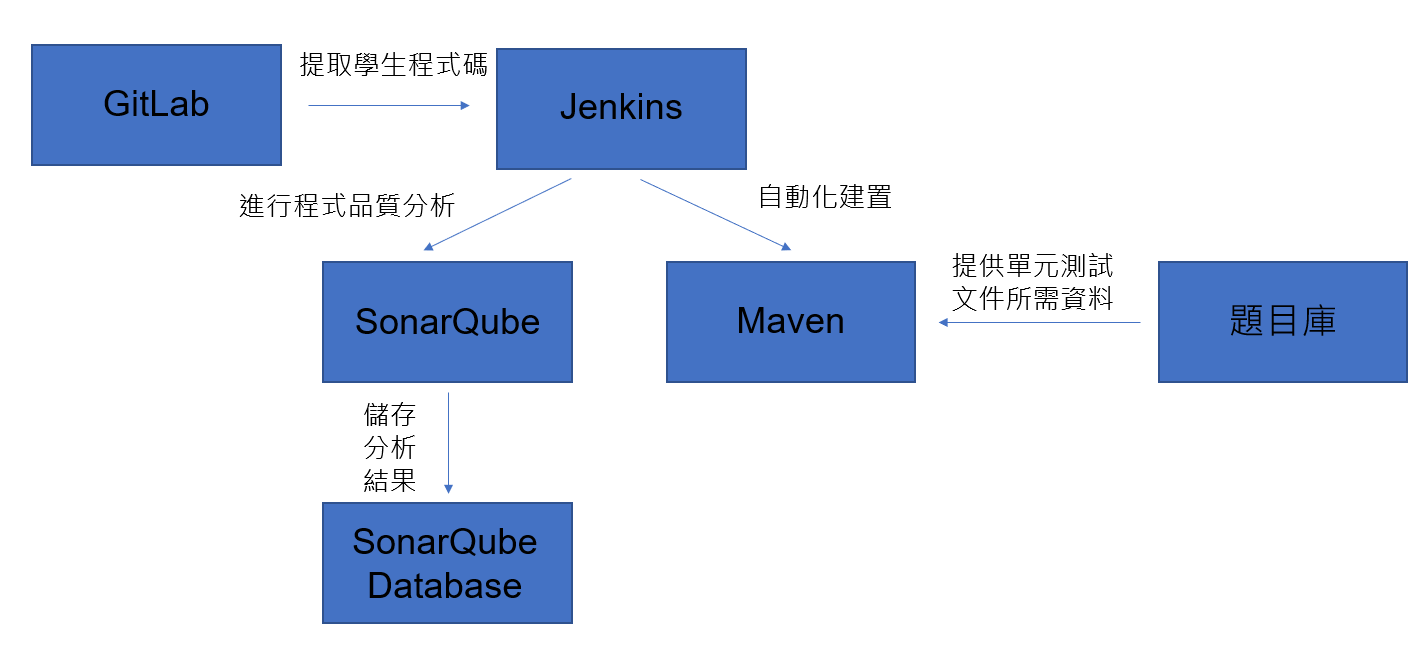 GitLab
提取學生程式碼
Jenkins
進行程式品質分析
自動化建置
SonarQube
Maven
提供單元測試
文件所需資料
題目庫
儲存
分析
結果
SonarQube
Database